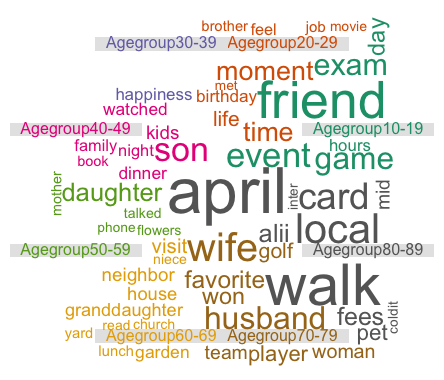 brother feel job movie
Agegroup30-39 Agegroup20-29 day
moment exam
met
happiness birthday friend
watched life
Agegroup40-49 kids time Agegroup10-19
family night son event game hours
book
dinner
mother daughter april inter card mid
talked
phone flowers alii local
Agegroup50-59 visit wife golf Agegroup80-89
niece
neighbor favorite walk
house won
granddaughter husband fees coldit
read church
yard Agegroup60-69 Agegroup70-79 pet
lunch garden team player woman